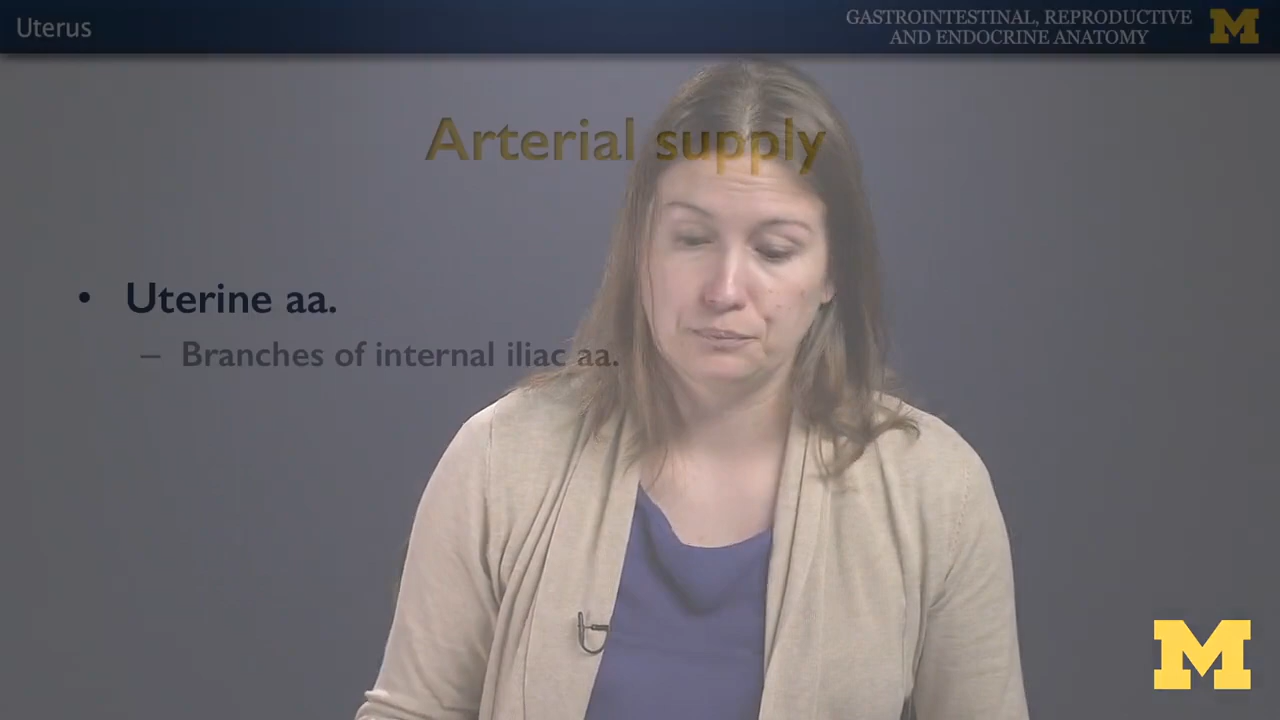 Uterus
GASTROINTESTINAL, REPRODUCTIVE
AND ENDOCRINE ANATOMY
M
Arterial supply
• Uterine aa.
– Branches of internal iliac aa.
M